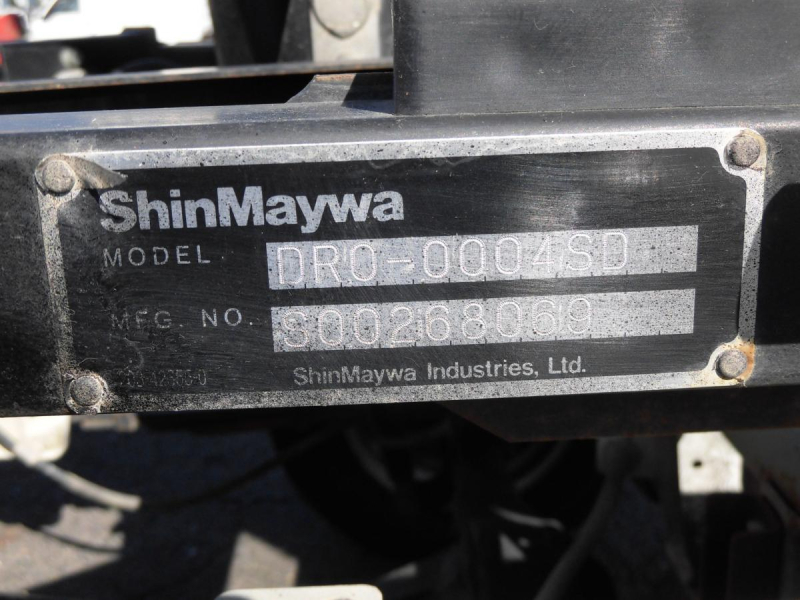 ShinMaywa
MODEL DR0-0004SD
MFG. NO. S00268069
ShinMaywa Industries, Ltd.